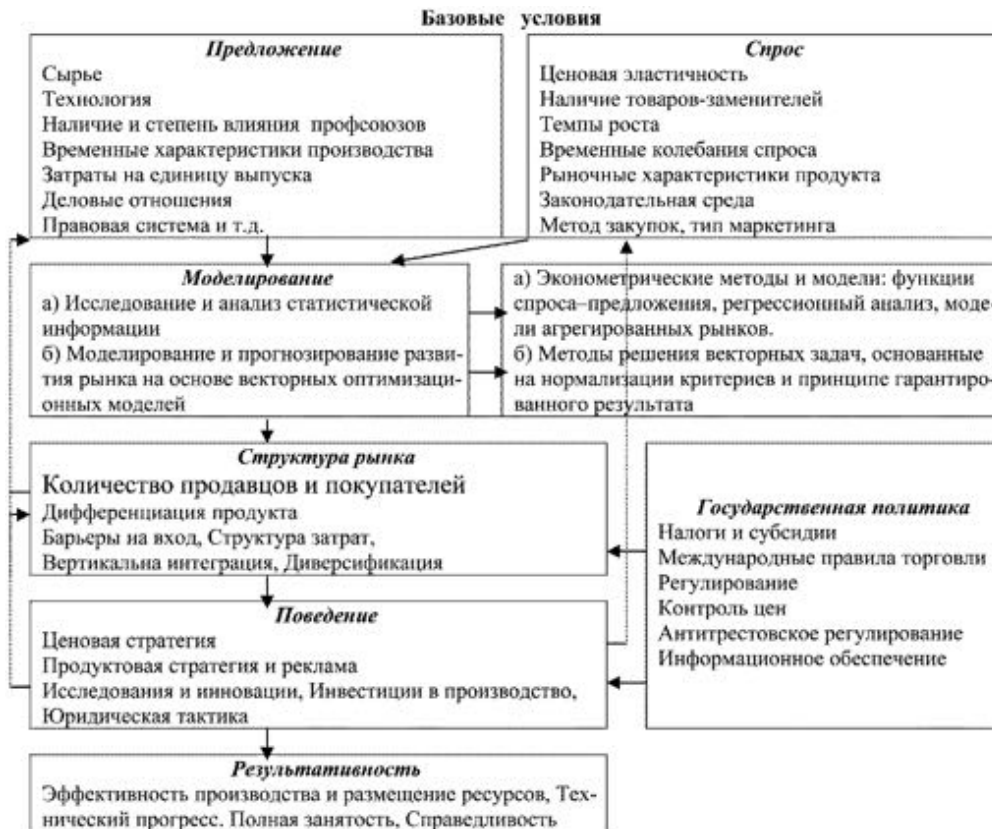 Базовые условия
Предложение
Сырье
Технология
Наличие и степень влияния профсоюзов
Временные характеристики производства
Затраты на единицу выпуска
Деловые отношения
Правовая система и т.д.
Спрос
Ценовая эластичность
Наличие товаров-заменителей
Темпы роста
Временные колебания спроса
Рыночные характеристики продукта
Законодательная среда
Метод закупок, тип маркетинга
Моделирование
а) Исследование и анализ статистической
информации
б) Моделирование и прогнозирование разви-
тия рынка на основе векторных оптимизаци-
онных моделей
а) Эконометрические методы и модели: функции
спроса–предложения, регрессионный анализ, моде-
ли агрегированных рынков.
б) Методы решения векторных задач, основанные
на нормализации критериев и принципе гарантиро-
ванного результата
Структура рынка
Количество продавцов и покупателей
Дифференциация продукта
Барьеры на вход, Структура затрат,
Вертикальна интеграция, Диверсификация
Государственная политика
Налоги и субсидии
Международные правила торговли
Регулирование
Контроль цен
Антитрестовское регулирование
Информационное обеспечение
Поведение
Ценовая стратегия
Продуктовая стратегия и реклама
Исследования и инновации, Инвестиции в производство,
Юридическая тактика
Результативность
Эффективность производства и размещение ресурсов, Тех-
нический прогресс. Полная занятость, Справедливость